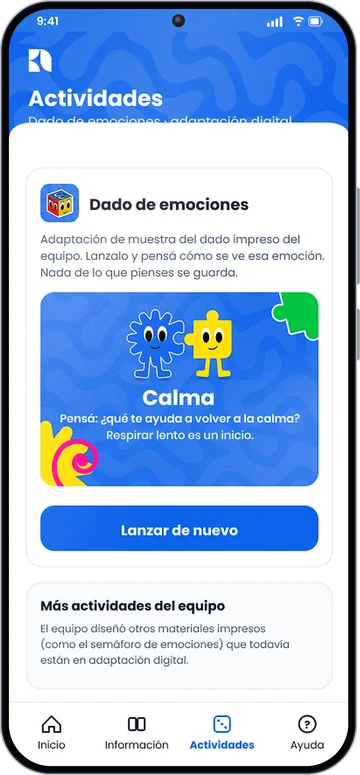 9:41
Actividades
Dado de emociones · adaptación digital
Dado de emociones
Adaptación de muestra del dado impreso del
equipo. Lanzalo y pensá cómo se ve esa emoción.
Nada de lo que pienses se guarda.
Calma
Pensá: ¿qué te ayuda a volver a la calma?
Respirar lento es un inicio.
Lanzar de nuevo
Más actividades del equipo
El equipo diseñó otros materiales impresos
(como el semáforo de emociones) que todavía
están en adaptación digital.
Inicio
Información
Actividades
Ayuda